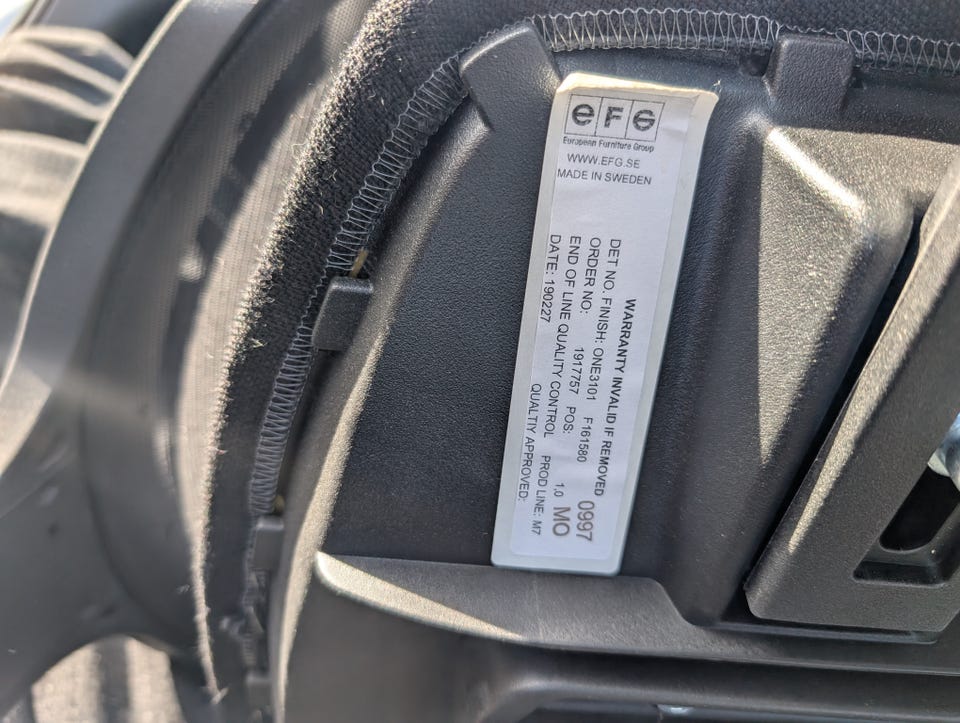 EFG
European Furniture Group
WWW.EFG.SE
MADE IN SWEDEN
WARRANTY INVALID IF REMOVED
DET NO. FINISH: ONE3101 F161580 0997
ORDER NO: 1917757 POS: 1,0 MO
END OF LINE QUALITY CONTROL PROD LINE: M7
DATE: 190227 QUALTIY APPROVED: